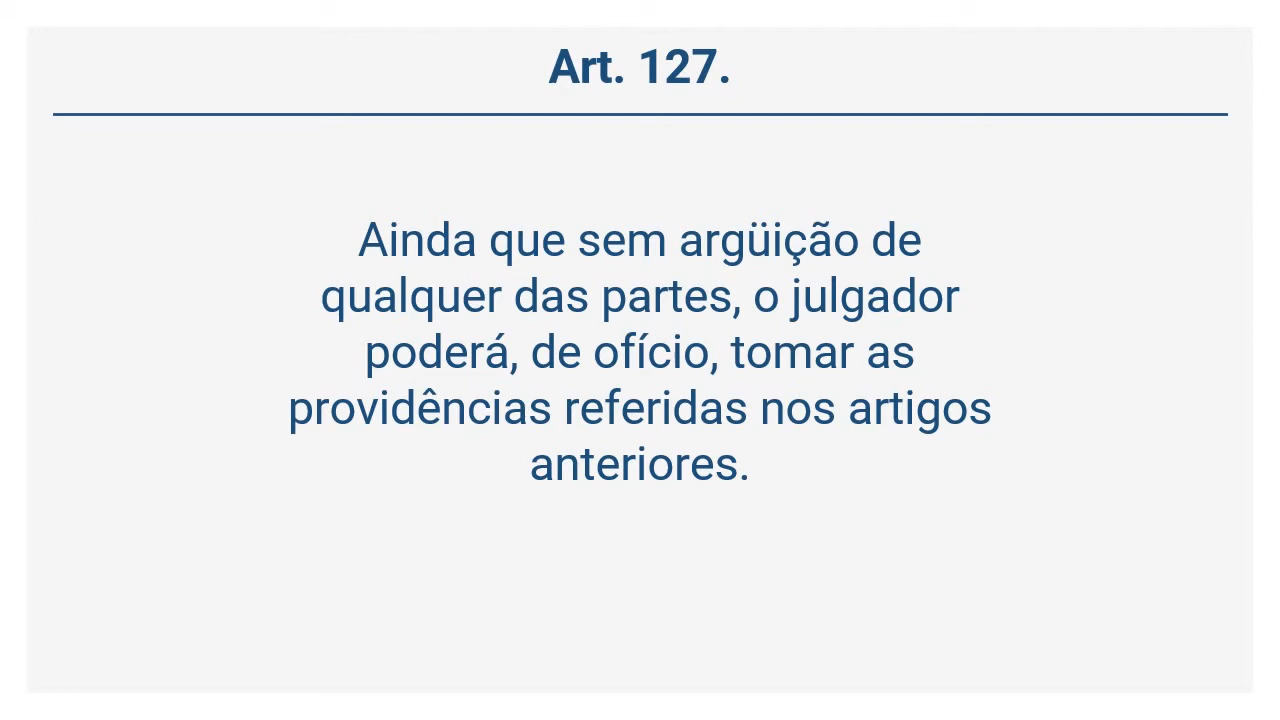 Art. 127.
Ainda que sem argüição de
qualquer das partes, o julgador
poderá, de ofício, tomar as
providências referidas nos artigos
anteriores.